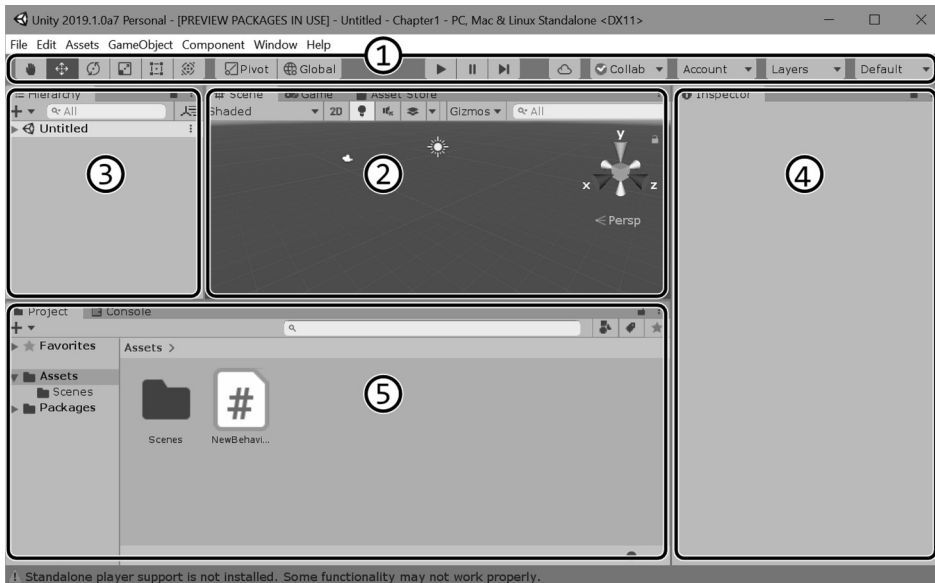 Unity 2019.1.0a7 Personal - [PREVIEW PACKAGES IN USE] - Untitled - Chapter1 - PC, Mac & Linux Standalone <DX11>
File Edit Assets GameObject Component Window Help
1
Pivot Global Collab Account Layers Default
Hierarchy
All
Untitled
3
Scene Game Asset Store
Shaded 2D Gizmos All
2
y
x z
Persp
Inspector
4
Project Console
Favorites
Assets
Scenes
Packages
Assets >
#
Scenes NewBehavi...
5
! Standalone player support is not installed. Some functionality may not work properly.